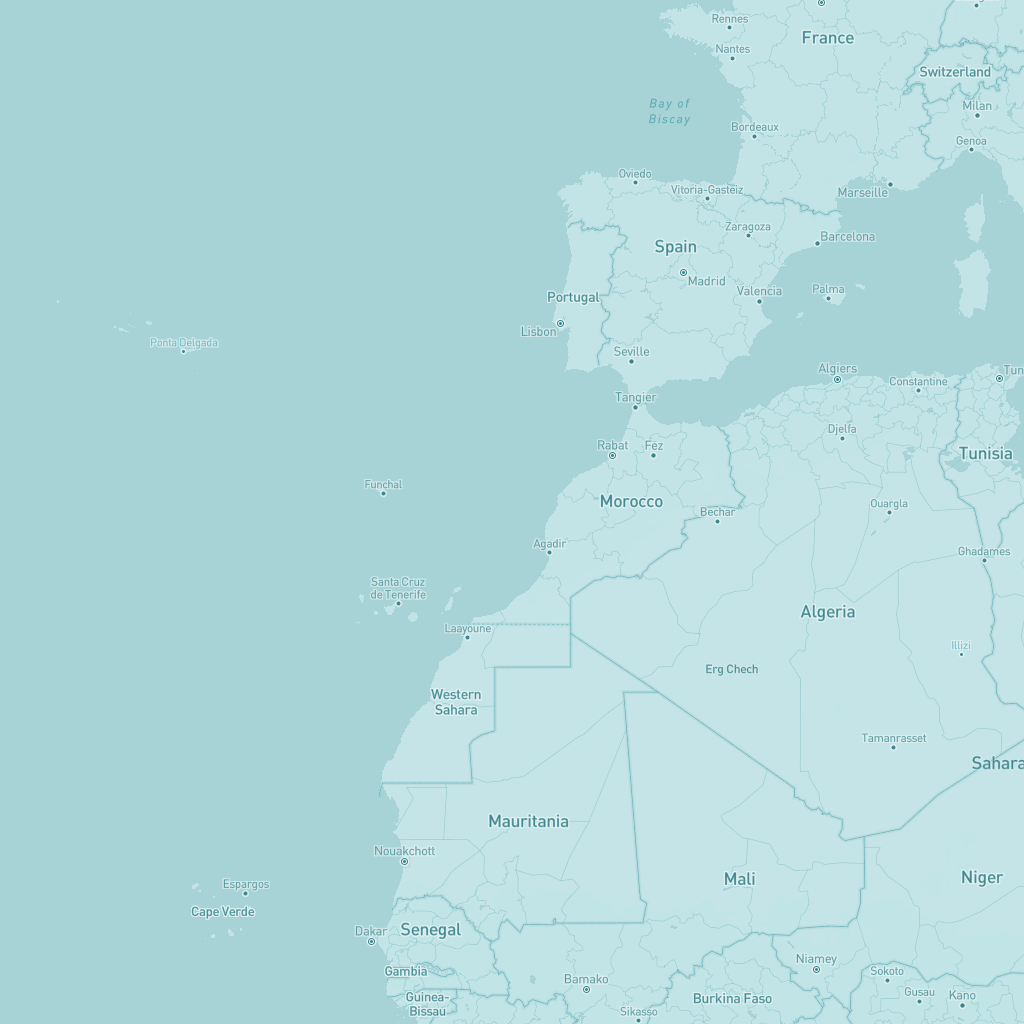 Rennes
France
Nantes
Switzerland
Bay of
Biscay
Milan
Bordeaux
Genoa
Oviedo
Vitoria-Gasteiz
Marseille
Zaragoza
Barcelona
Spain
Madrid
Portugal
Valencia
Palma
Lisbon
Ponta Delgada
Seville
Algiers
Tun
Constantine
Tangier
Djelfa
Rabat
Fez
Tunisia
Funchal
Morocco
Ouargla
Bechar
Agadir
Ghadames
Santa Cruz
de Tenerife
Algeria
Laayoune
Illizi
Erg Chech
Western
Sahara
Tamanrasset
Sahara
Mauritania
Nouakchott
Mali
Niger
Espargos
Cape Verde
Dakar
Senegal
Niamey
Gambia
Sokoto
Bamako
Gusau
Kano
Guinea-
Bissau
Burkina Faso
Sikasso